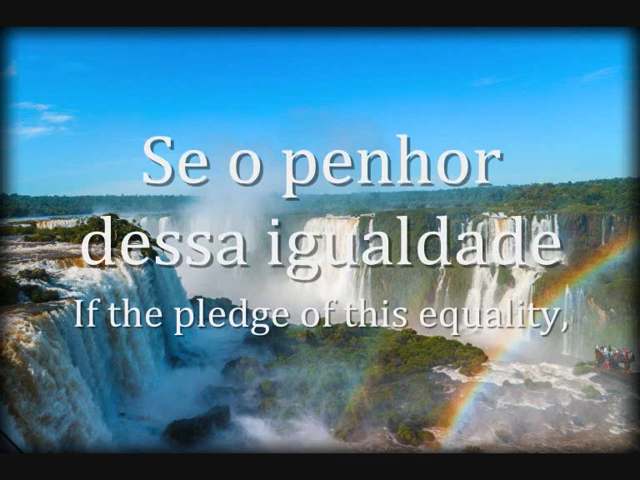 Se o penhor
dessa igualdade
If the pledge of this equality,